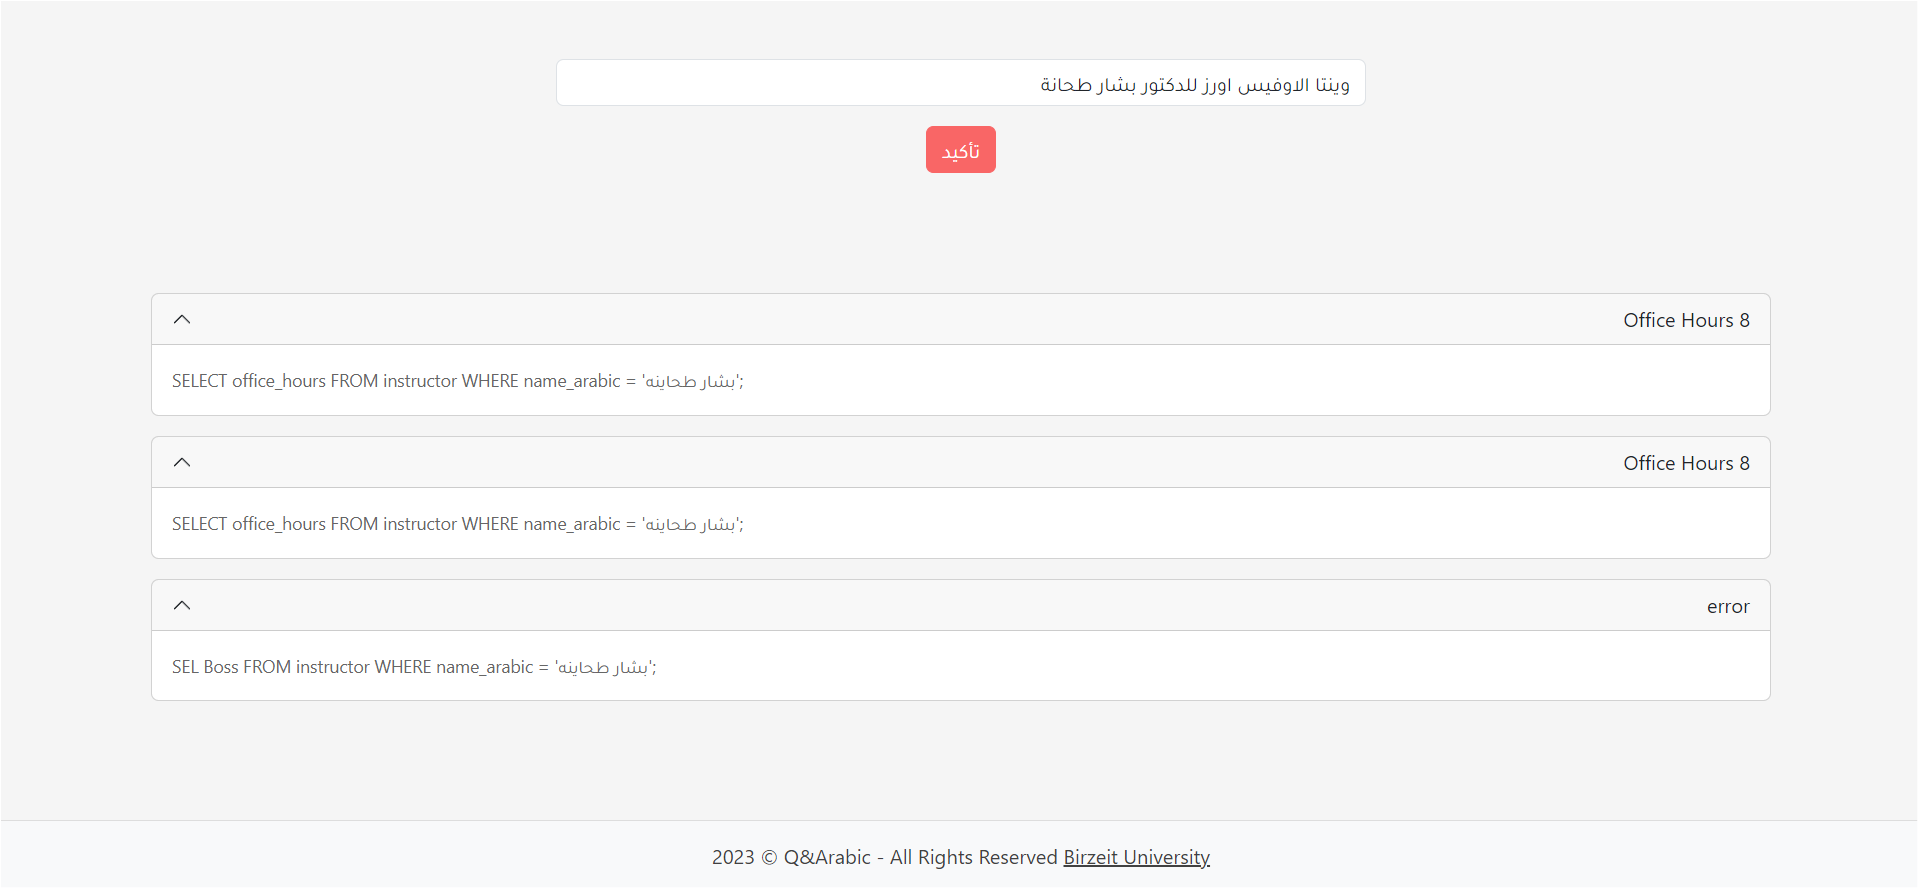 وينتا الاوفيس اورز للدكتور بشار طحانة
تأكيد
Office Hours 8
SELECT office_hours FROM instructor WHERE name_arabic = 'بشار طحاينه';
Office Hours 8
SELECT office_hours FROM instructor WHERE name_arabic = 'بشار طحاينه';
error
SEL Boss FROM instructor WHERE name_arabic = 'بشار طحاينه';
2023 © Q&Arabic - All Rights Reserved Birzeit University